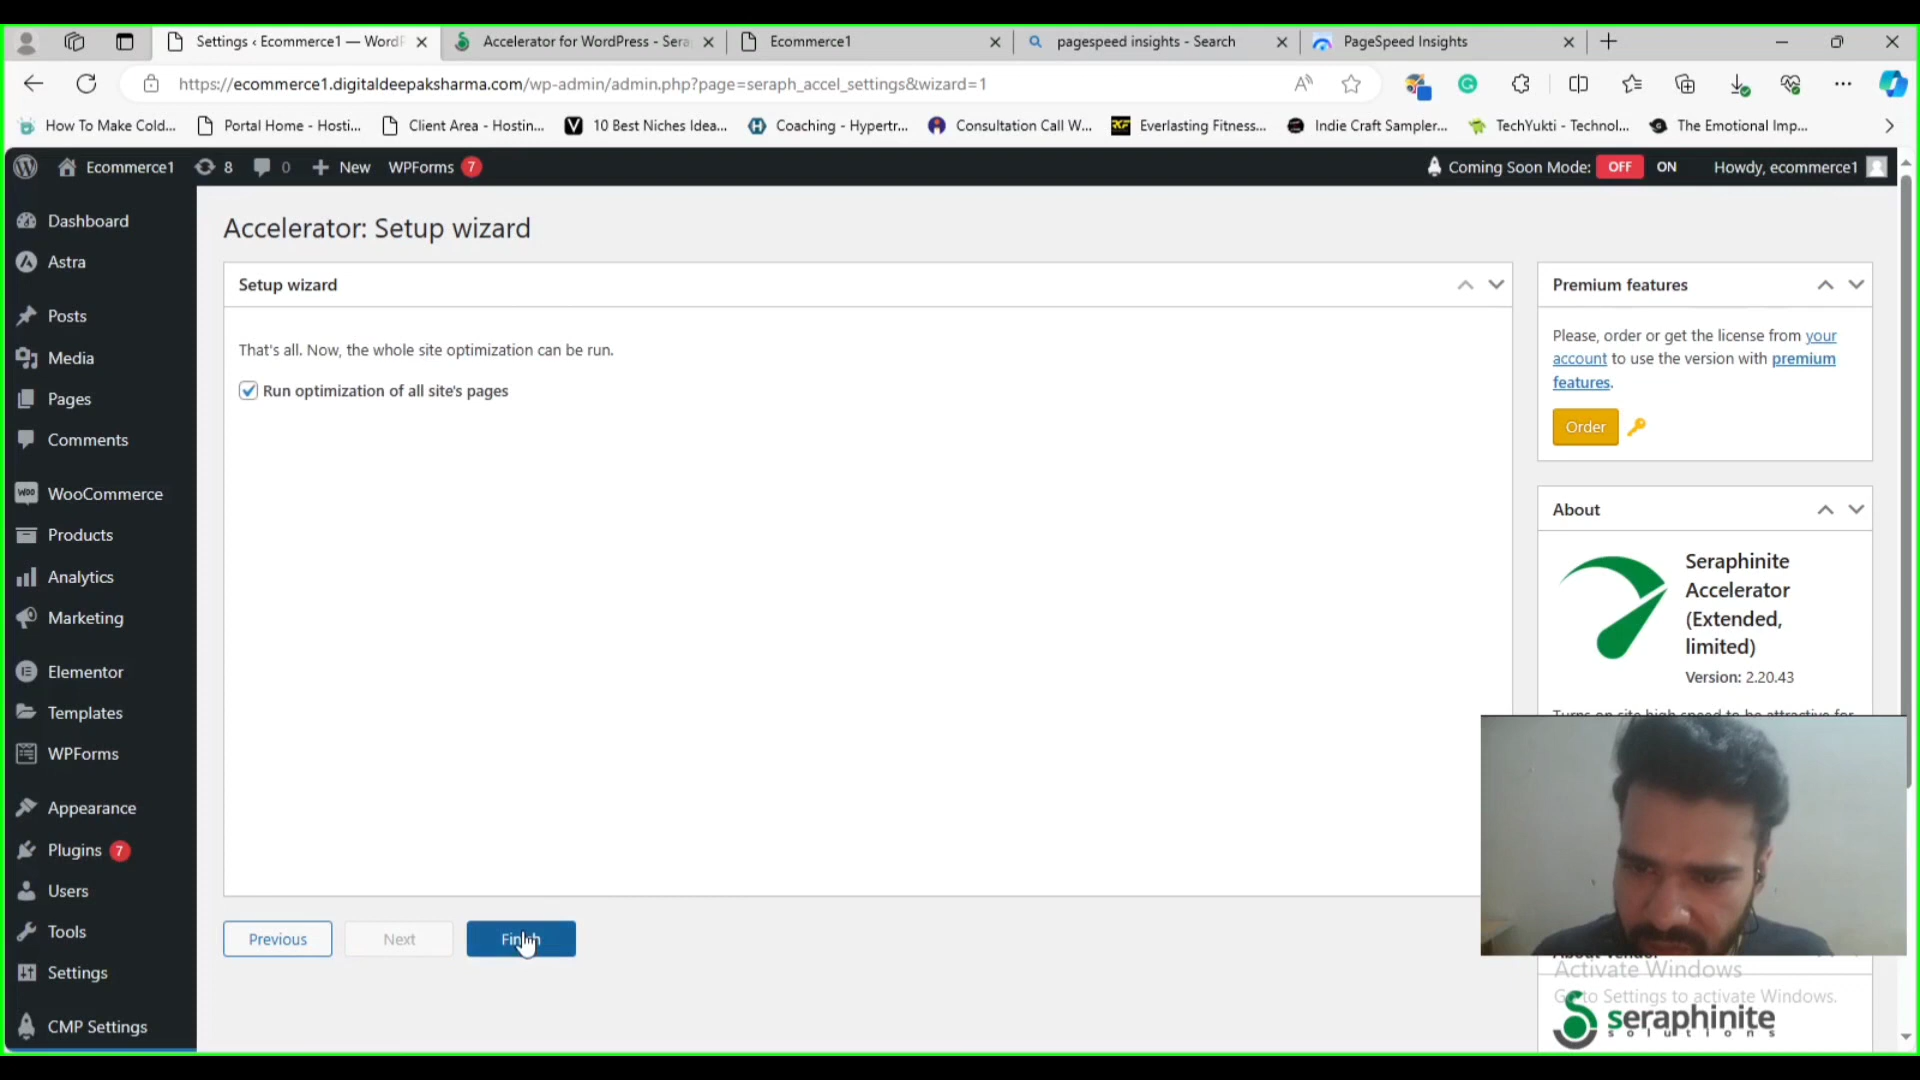 Settings ‹ Ecommerce1 — WordP
Accelerator for WordPress - Sera
Ecommerce1
pagespeed insights - Search
PageSpeed Insights
https://ecommerce1.digitaldeepaksharma.com/wp-admin/admin.php?page=seraph_accel_settings&wizard=1
How To Make Cold...
Portal Home - Hosti...
Client Area - Hostin...
10 Best Niches Idea...
Coaching - Hypertr...
Consultation Call W...
Everlasting Fitness...
Indie Craft Sampler...
TechYukti - Technol...
The Emotional Imp...
Ecommerce1
8
0
New
WPForms 7
Coming Soon Mode: OFF ON
Howdy, ecommerce1
Dashboard
Astra
Posts
Media
Pages
Comments
WooCommerce
Products
Analytics
Marketing
Elementor
Templates
WPForms
Appearance
Plugins 7
Users
Tools
Settings
CMP Settings
Accelerator: Setup wizard
Setup wizard
That's all. Now, the whole site optimization can be run.
Run optimization of all site's pages
Previous
Next
Finish
Premium features
Please, order or get the license from your
account to use the version with premium
features.
Order
About
Seraphinite
Accelerator
(Extended,
limited)
Version: 2.20.43
Activate Windows
Go to Settings to activate Windows.
seraphinite
solutions